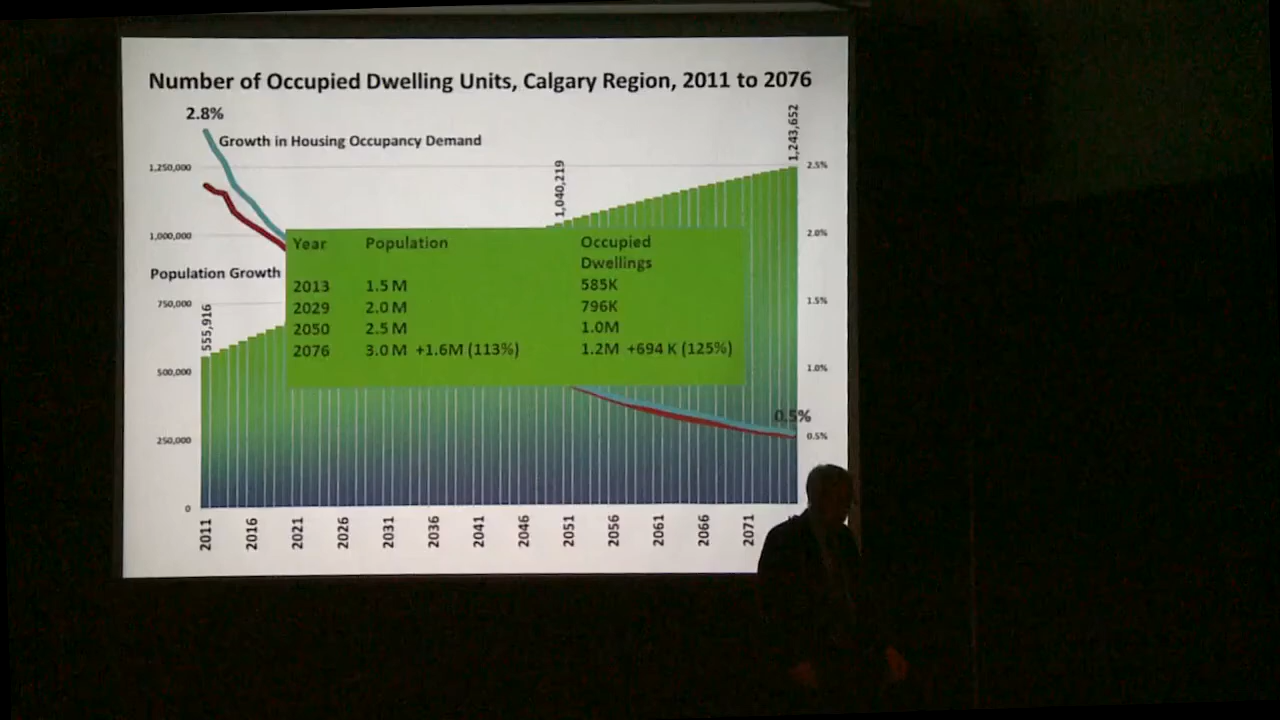 Number of Occupied Dwelling Units, Calgary Region, 2011 to 2076
2.8%
Growth in Housing Occupancy Demand
1,243,652
1,040,219
1,250,000
2.5%
1,000,000
2.0%
Population Growth
750,000
1.5%
555,916
500,000
1.0%
250,000
0.5%
0.5%
0
Year Population Occupied Dwellings
2013 1.5 M 585K
2029 2.0 M 796K
2050 2.5 M 1.0M
2076 3.0 M +1.6M (113%) 1.2M +694 K (125%)
2011 2016 2021 2026 2031 2036 2041 2046 2051 2056 2061 2066 2071